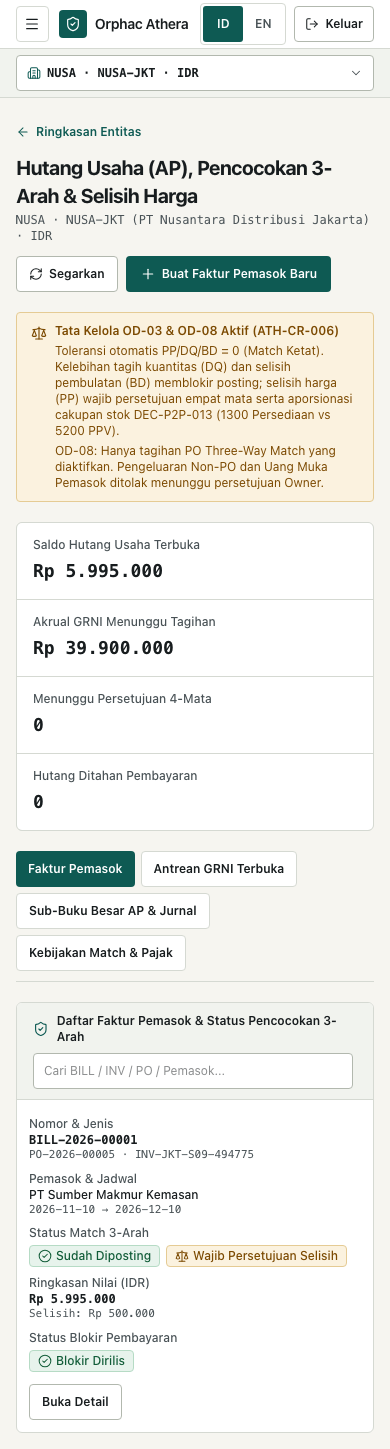 Orphac Athera
ID
EN
Keluar
NUSA · NUSA-JKT · IDR
Ringkasan Entitas
Hutang Usaha (AP), Pencocokan 3-
Arah & Selisih Harga
NUSA · NUSA-JKT (PT Nusantara Distribusi Jakarta)
· IDR
Segarkan
Buat Faktur Pemasok Baru
Tata Kelola OD-03 & OD-08 Aktif (ATH-CR-006)
Toleransi otomatis PP/DQ/BD = 0 (Match Ketat).
Kelebihan tagih kuantitas (DQ) dan selisih
pembulatan (BD) memblokir posting; selisih harga
(PP) wajib persetujuan empat mata serta aporsionasi
cakupan stok DEC-P2P-013 (1300 Persediaan vs
5200 PPV).
OD-08: Hanya tagihan PO Three-Way Match yang
diaktifkan. Pengeluaran Non-PO dan Uang Muka
Pemasok ditolak menunggu persetujuan Owner.
Saldo Hutang Usaha Terbuka
Rp 5.995.000
Akrual GRNI Menunggu Tagihan
Rp 39.900.000
Menunggu Persetujuan 4-Mata
0
Hutang Ditahan Pembayaran
0
Faktur Pemasok
Antrean GRNI Terbuka
Sub-Buku Besar AP & Jurnal
Kebijakan Match & Pajak
Daftar Faktur Pemasok & Status Pencocokan 3-
Arah
Cari BILL / INV / PO / Pemasok...
Nomor & Jenis
BILL-2026-00001
PO-2026-00005 · INV-JKT-S09-494775
Pemasok & Jadwal
PT Sumber Makmur Kemasan
2026-11-10 → 2026-12-10
Status Match 3-Arah
Sudah Diposting
Wajib Persetujuan Selisih
Ringkasan Nilai (IDR)
Rp 5.995.000
Selisih: Rp 500.000
Status Blokir Pembayaran
Blokir Dirilis
Buka Detail